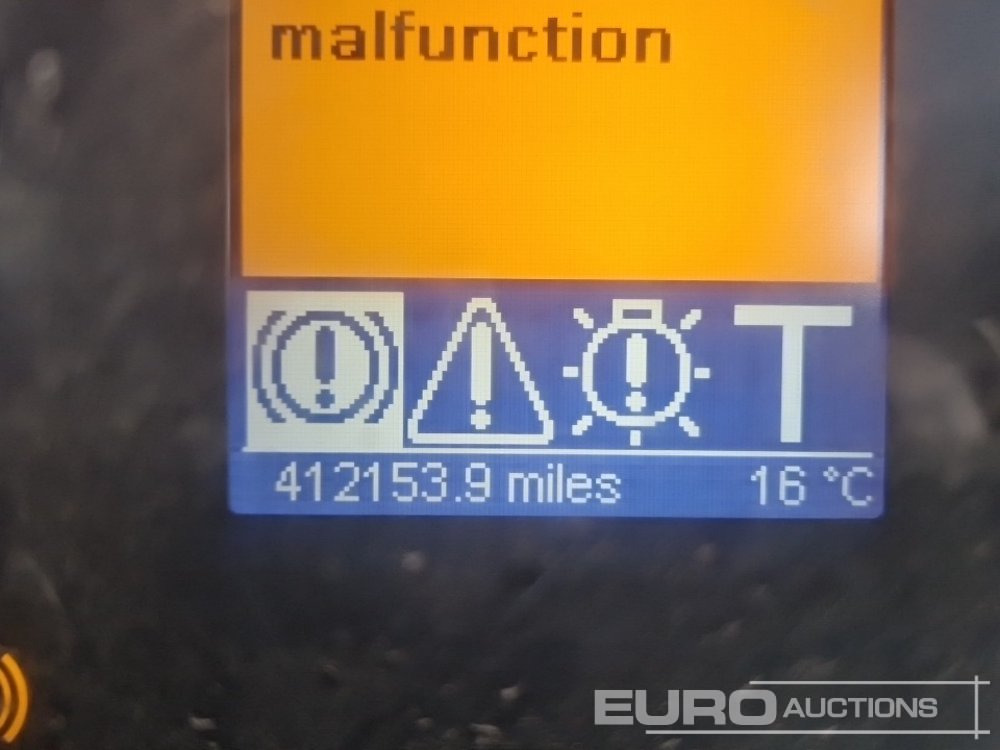 malfunction
T
412153.9 miles 16 °C
EURO AUCTIONS